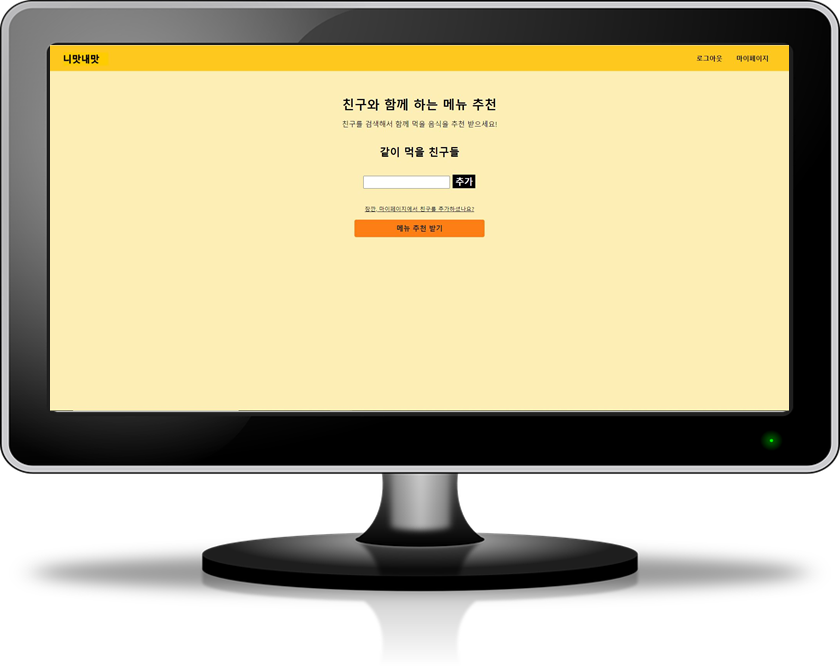 니맛내맛
로그아웃 마이페이지
친구와 함께 하는 메뉴 추천
친구를 검색해서 함께 먹을 음식을 추천 받으세요!
같이 먹을 친구들
추가
잠깐, 마이페이지에서 친구를 추가하셨나요?
메뉴 추천 받기